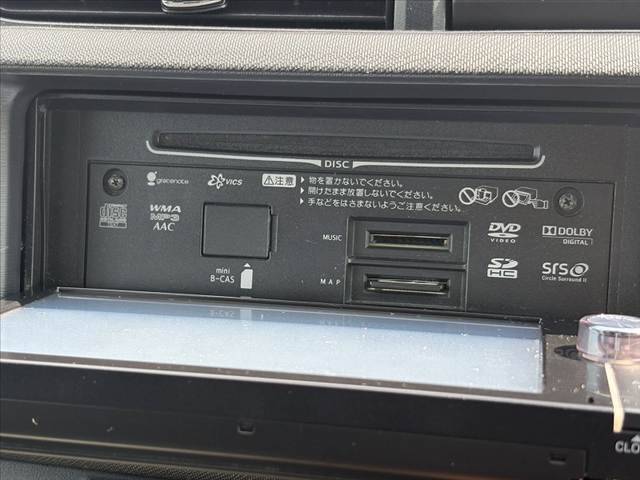 DISC
gracenote
VICS
注意
物を置かないでください。
開けたまま放置しないでください。
手などをはさまないようご注意ください。
disc
TEXT
WMA
MP3
AAC
MUSIC
DVD
VIDEO
DOLBY
DIGITAL
mini
B-CAS
MAP
SD
HC
SRS
Circle Surround II
CLO